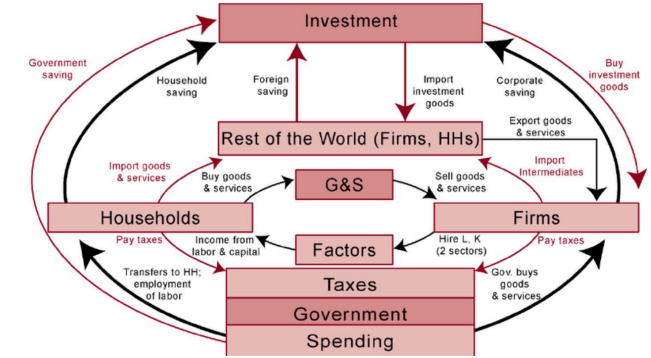 Investment
Government
saving
Household
saving
Foreign
saving
Import
investment
goods
Corporate
saving
Buy
investment
goods
Export goods
& services
Rest of the World (Firms, HHs)
Import goods
& services
Buy goods
& services
G&S
Sell goods
& services
Import
Intermediates
Households
Firms
Pay taxes
Income from
labor & capital
Factors
Hire L, K
(2 sectors)
Pay taxes
Transfers to HH;
employment
of labor
Taxes
Gov. buys
goods
& services
Government
Spending